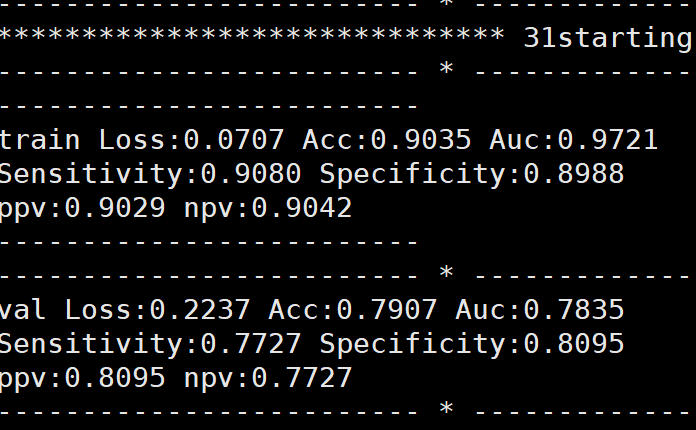 ------------------------- * -------------
****************************** 31starting
------------------------- * -------------
-------------------------
train Loss:0.0707 Acc:0.9035 Auc:0.9721
Sensitivity:0.9080 Specificity:0.8988
ppv:0.9029 npv:0.9042
-------------------------
------------------------- * -------------
val Loss:0.2237 Acc:0.7907 Auc:0.7835
Sensitivity:0.7727 Specificity:0.8095
ppv:0.8095 npv:0.7727
------------------------- * -------------